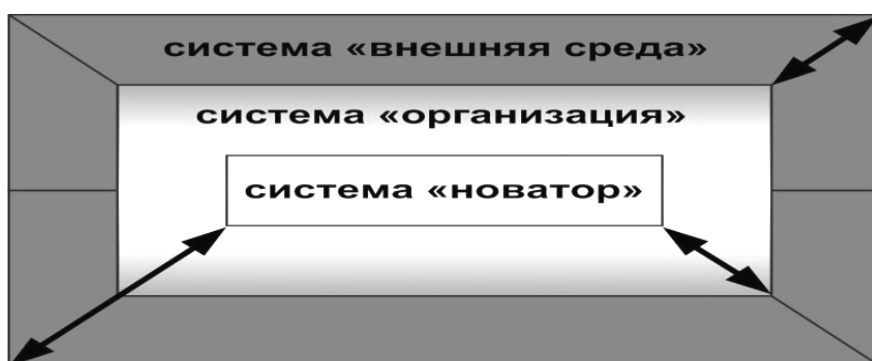 система «внешняя среда»
система «организация»
система «новатор»